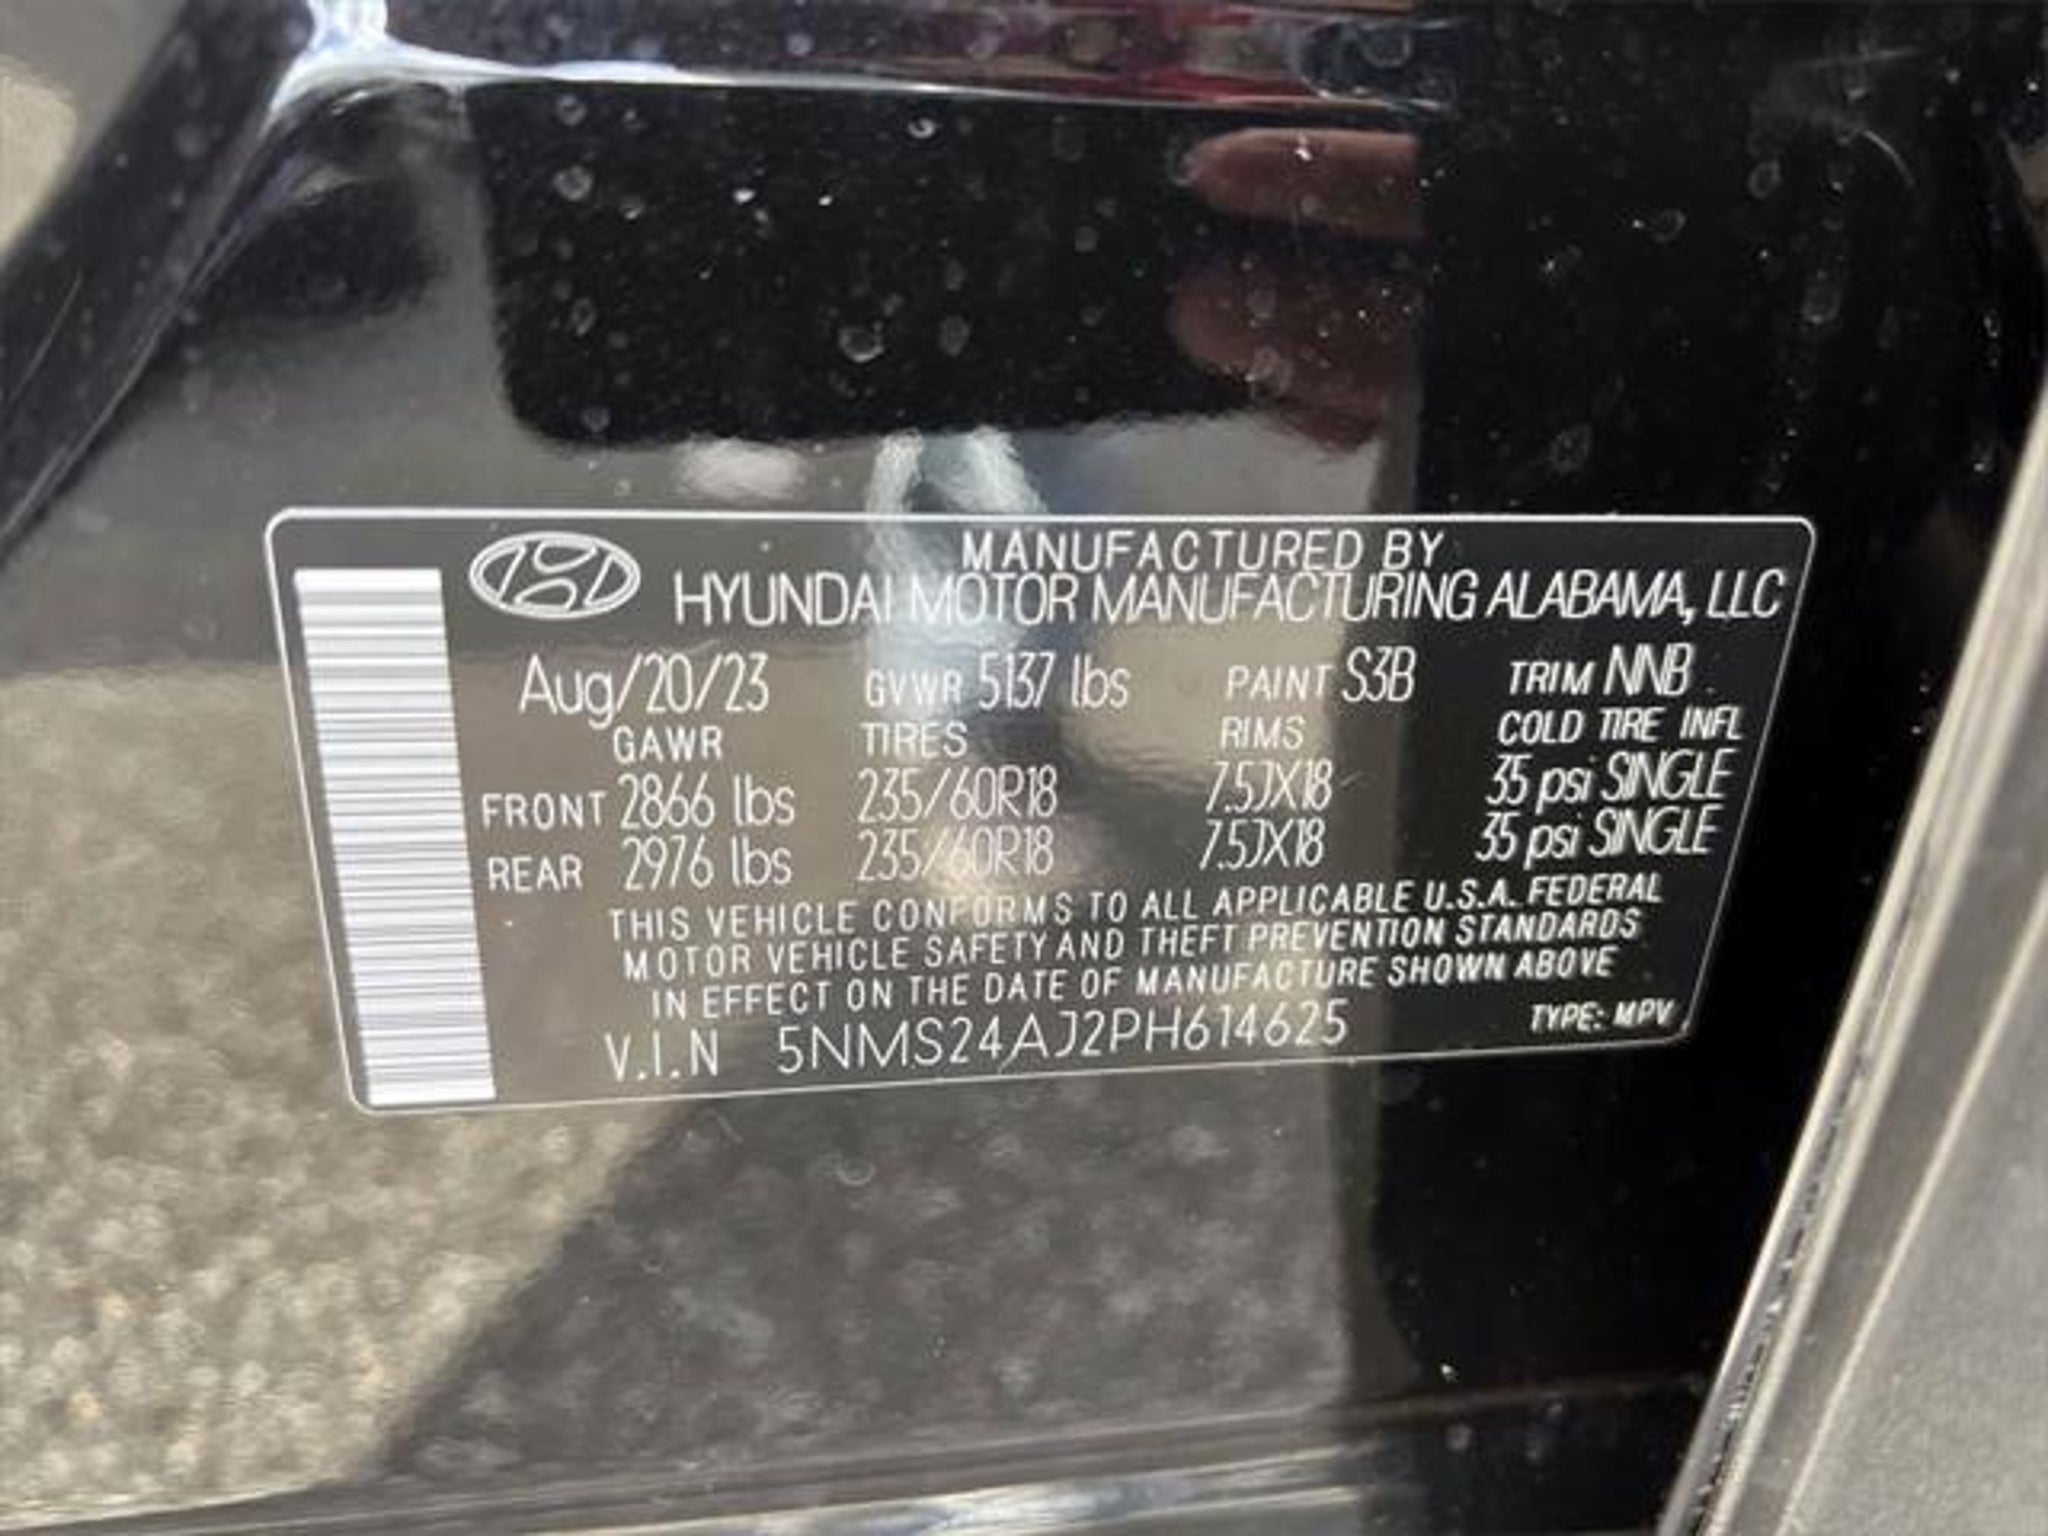 MANUFACTURED BY
HYUNDAI MOTOR MANUFACTURING ALABAMA, LLC
Aug/20/23 GVWR 5137 lbs PAINT S3B TRIM NNB
GAWR TIRES RIMS COLD TIRE INFL
FRONT 2866 lbs 235/60R18 7.5JX18 35 psi SINGLE
REAR 2976 lbs 235/60R18 7.5JX18 35 psi SINGLE
THIS VEHICLE CONFORMS TO ALL APPLICABLE U.S.A. FEDERAL
MOTOR VEHICLE SAFETY AND THEFT PREVENTION STANDARDS
IN EFFECT ON THE DATE OF MANUFACTURE SHOWN ABOVE
V.I.N 5NMS24AJ2PH614625 TYPE: MPV